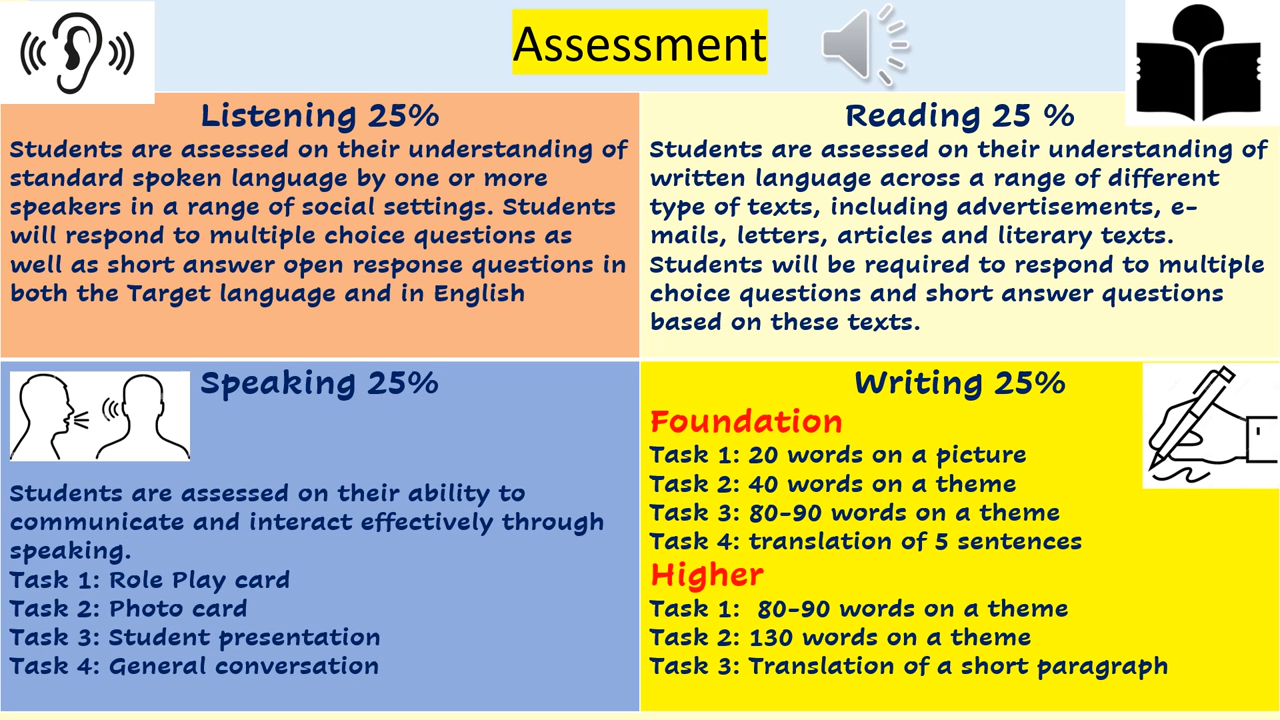 Assessment
Listening 25%
Students are assessed on their understanding of
standard spoken language by one or more
speakers in a range of social settings. Students
will respond to multiple choice questions as
well as short answer open response questions in
both the Target language and in English
Reading 25 %
Students are assessed on their understanding of
written language across a range of different
type of texts, including advertisements, e-
mails, letters, articles and literary texts.
Students will be required to respond to multiple
choice questions and short answer questions
based on these texts.
Speaking 25%
Students are assessed on their ability to
communicate and interact effectively through
speaking.
Task 1: Role Play card
Task 2: Photo card
Task 3: Student presentation
Task 4: General conversation
Writing 25%
Foundation
Task 1: 20 words on a picture
Task 2: 40 words on a theme
Task 3: 80-90 words on a theme
Task 4: translation of 5 sentences
Higher
Task 1:  80-90 words on a theme
Task 2: 130 words on a theme
Task 3: Translation of a short paragraph